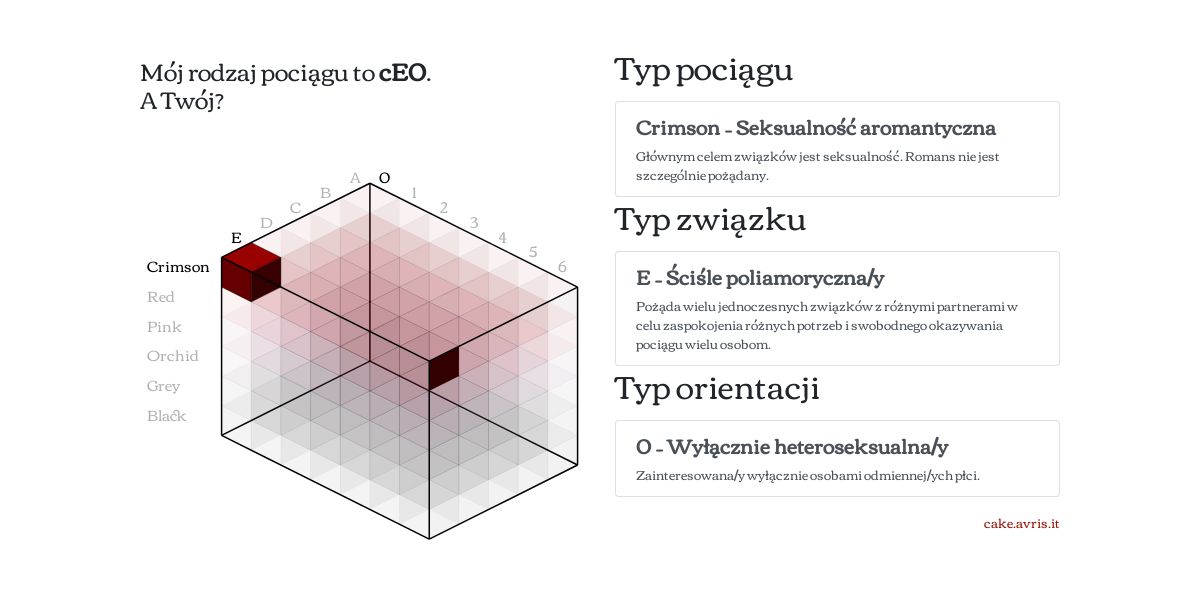 Mój rodzaj pociągu to cEO.
A Twój?
A O
B 1
C 2
D 3
E 4
5
6
Crimson
Red
Pink
Orchid
Grey
Black
Typ pociągu
Crimson - Seksualność aromantyczna
Głównym celem związków jest seksualność. Romans nie jest
szczególnie pożądany.
Typ związku
E - Ściśle poliamoryczna/y
Pożąda wielu jednoczesnych związków z różnymi partnerami w
celu zaspokojenia różnych potrzeb i swobodnego okazywania
pociągu wielu osobom.
Typ orientacji
0 - Wyłącznie heteroseksualna/y
Zainteresowana/y wyłącznie osobami odmiennej/ych płci.
cake.avris.it